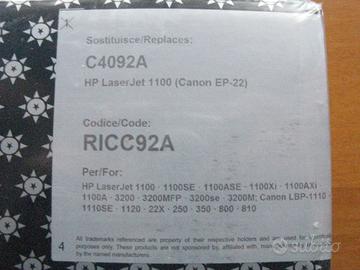 Sostituisce/Replaces:
C4092A
HP LaserJet 1100 (Canon EP-22)
Codice/Code:
RICC92A
Per/For:
HP LaserJet 1100 · 1100SE · 1100ASE · 1100Xi · 1100AXi
1100A · 3200 · 3200MFP · 3200se · 3200M; Canon LBP-1110 ·
1110SE · 1120 · 22X · 250 · 350 · 800 · 810
4
All trademarks referenced are property of their respective holders and are used
purposes. These products are not sponsored by, affiliated with,
by the named manufacturers.
subito